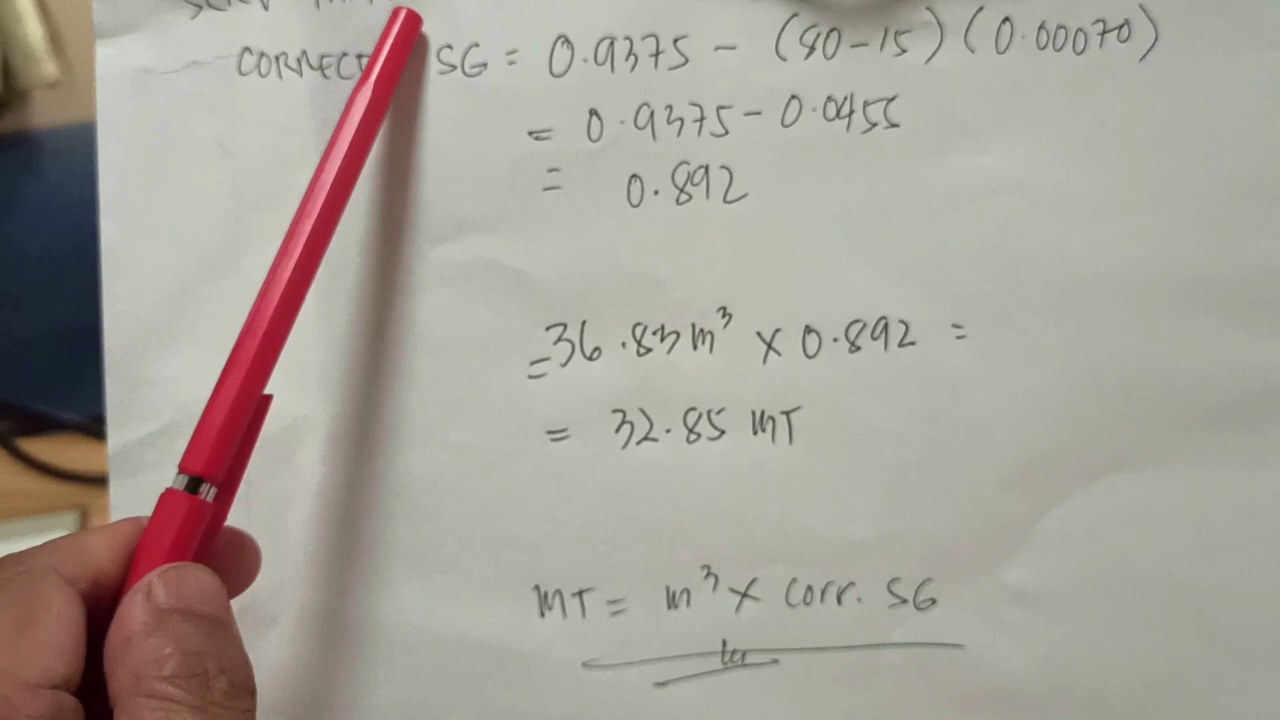 CORRECT SG = 0.9375 - (80-15)(0.00070)
= 0.9375 - 0.0455
= 0.892
= 36.83 m³ x 0.892 =
= 32.85 MT
MT = m³ x corr. SG